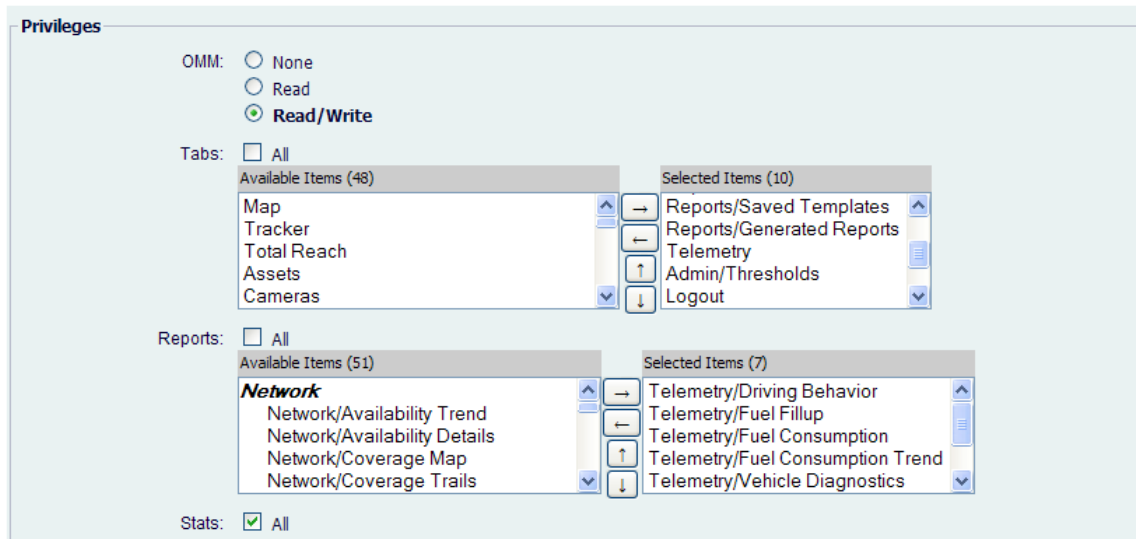 Privileges
OMM:
None
Read
Read/Write
Tabs:
All
Available Items (48)
Selected Items (10)
Map
Tracker
Total Reach
Assets
Cameras
→
←
↑
↓
Reports/Saved Templates
Reports/Generated Reports
Telemetry
Admin/Thresholds
Logout
Reports:
All
Available Items (51)
Selected Items (7)
Network
Network/Availability Trend
Network/Availability Details
Network/Coverage Map
Network/Coverage Trails
→
←
↑
↓
Telemetry/Driving Behavior
Telemetry/Fuel Fillup
Telemetry/Fuel Consumption
Telemetry/Fuel Consumption Trend
Telemetry/Vehicle Diagnostics
Stats:
All